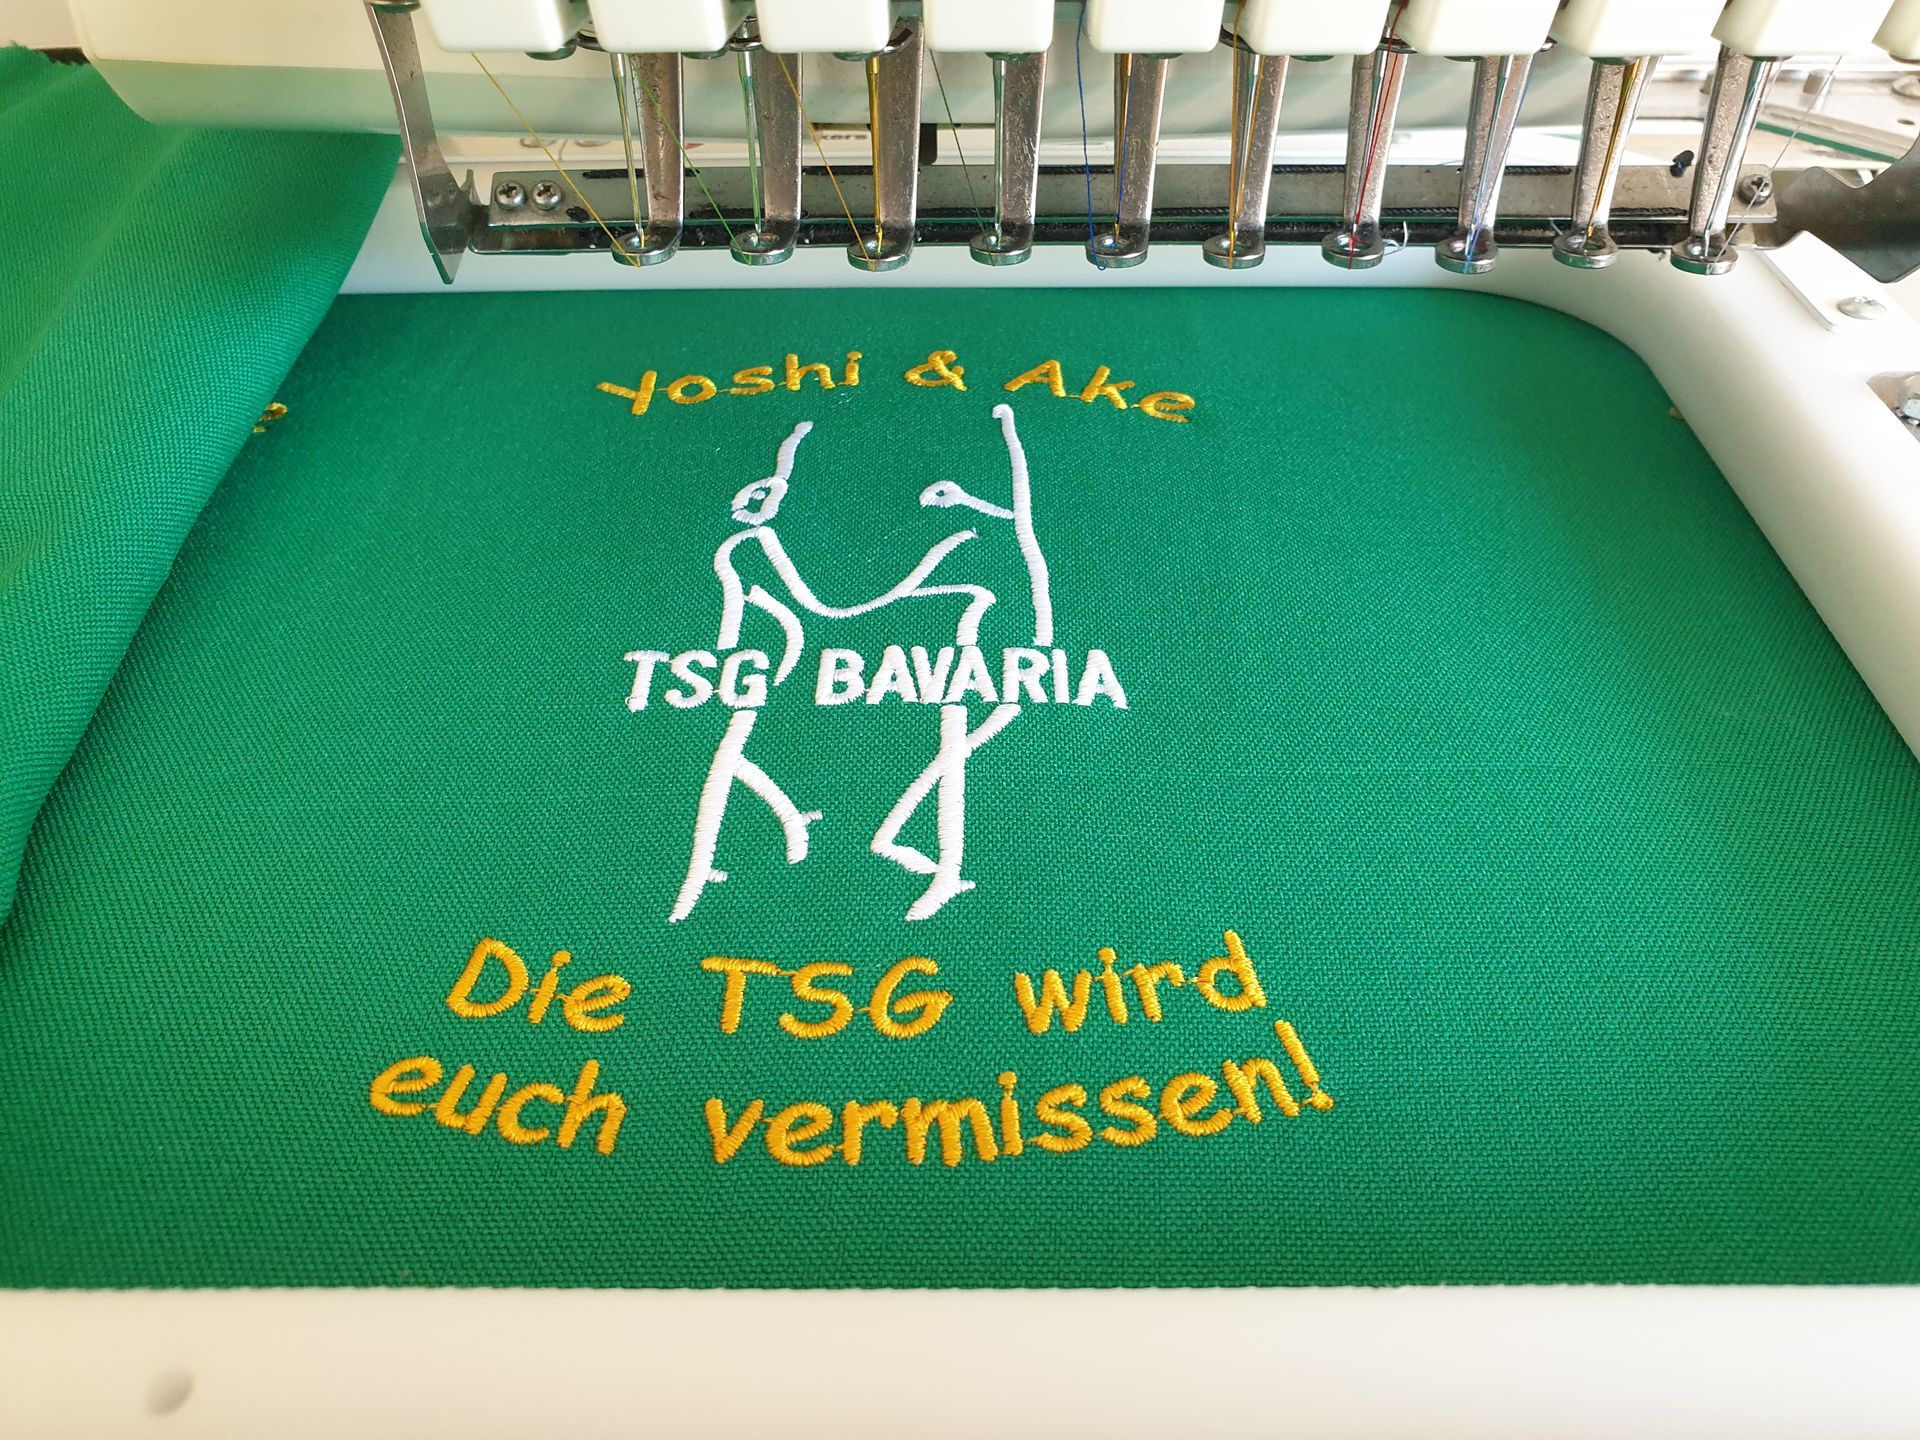 Yoshi & Ake
TSG BAVARIA
Die TSG wird
euch vermissen!